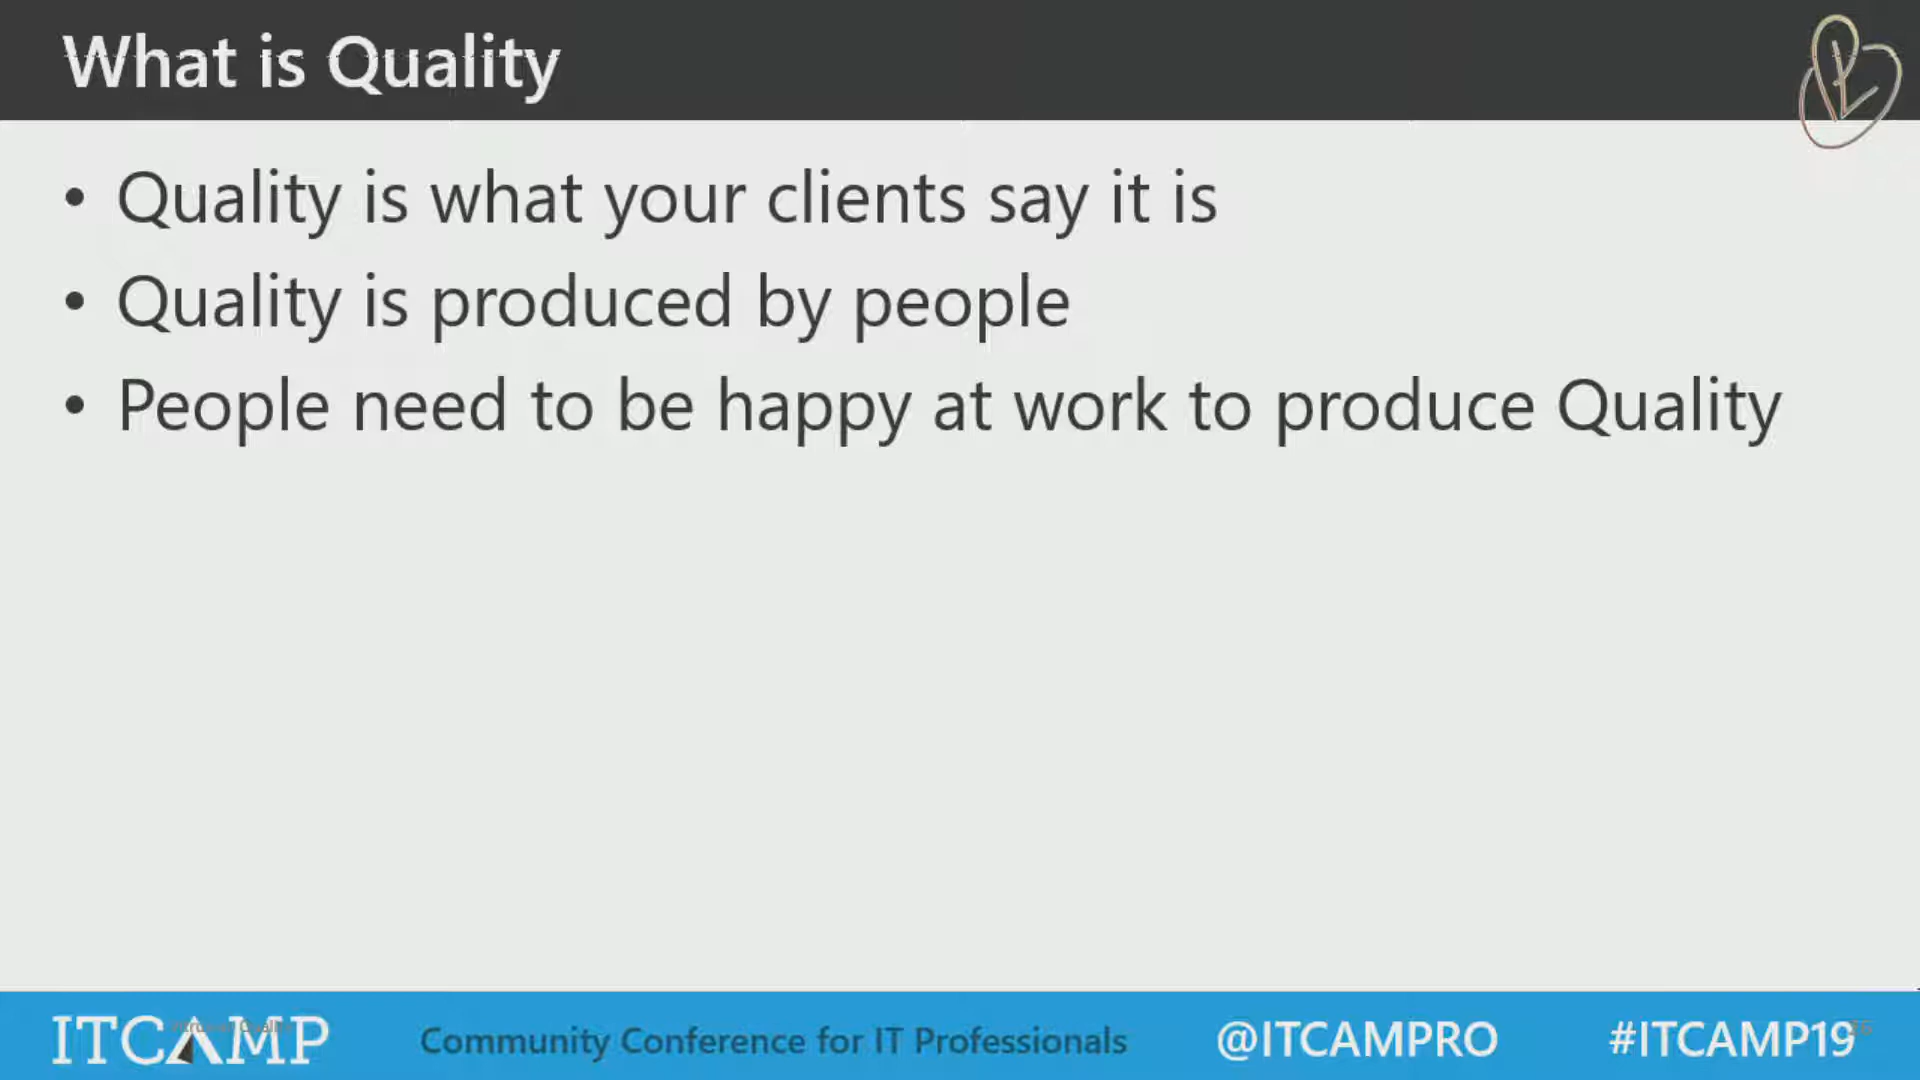 What is Quality
• Quality is what your clients say it is
• Quality is produced by people
• People need to be happy at work to produce Quality
ITCAMP
Community Conference for IT Professionals
@ITCAMPRO
#ITCAMP19